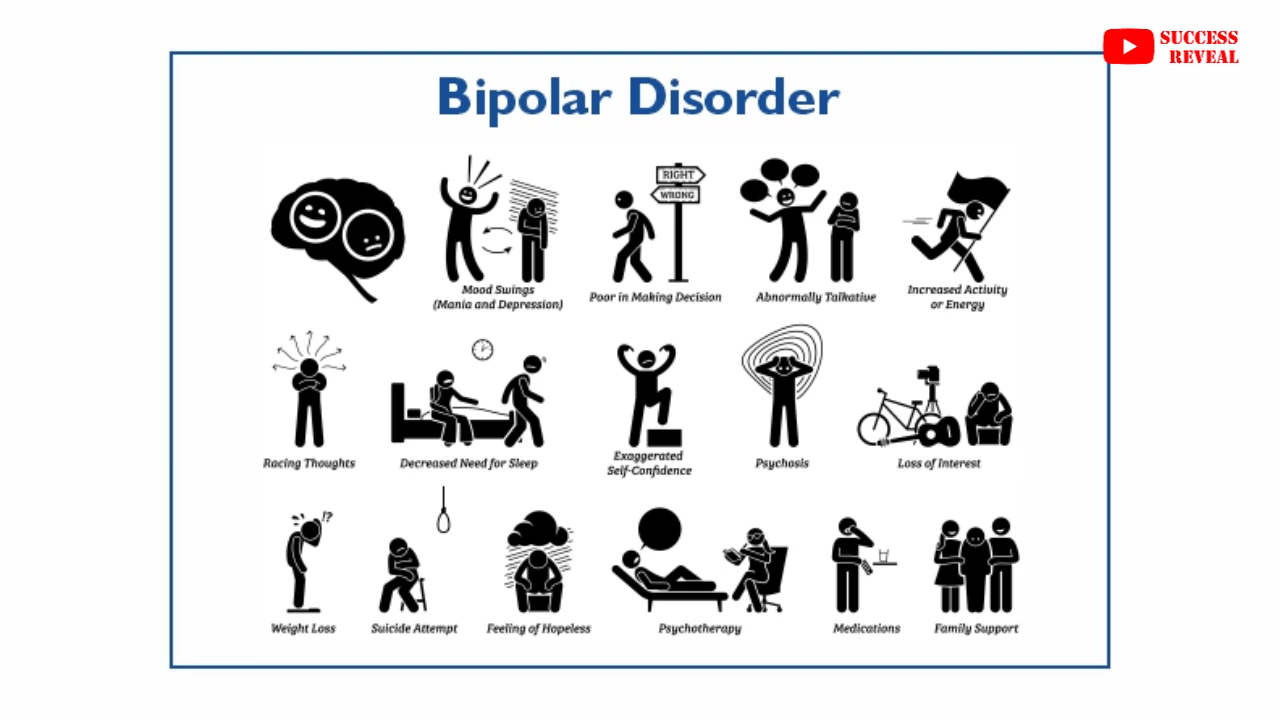 SUCCESS
REVEAL
Bipolar Disorder
RIGHT
WRONG
Mood Swings
(Mania and Depression)
Poor in Making Decision
Abnormally Talkative
Increased Activity
or Energy
Racing Thoughts
Decreased Need for Sleep
Exaggerated
Self-Confidence
Psychosis
Loss of Interest
!?
Weight Loss
Suicide Attempt
Feeling of Hopeless
Psychotherapy
Medications
Family Support